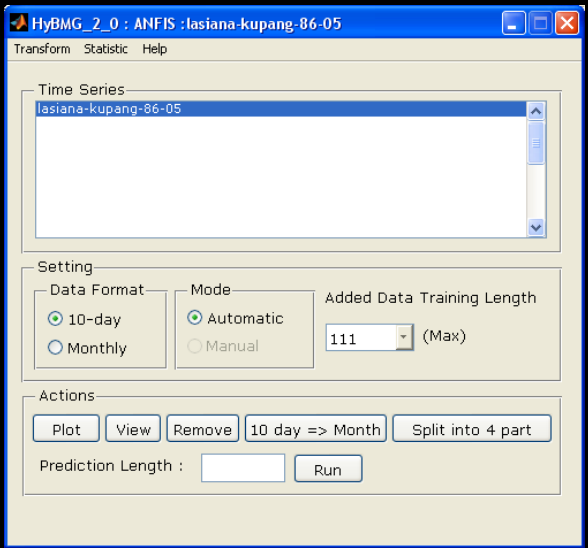 HyBMG_2_0 : ANFIS :lasiana-kupang-86-05
Transform Statistic Help
Time Series
lasiana-kupang-86-05
Setting
Data Format
10-day
Monthly
Mode
Automatic
Manual
Added Data Training Length
111 (Max)
Actions
Plot View Remove 10 day => Month Split into 4 part
Prediction Length : Run